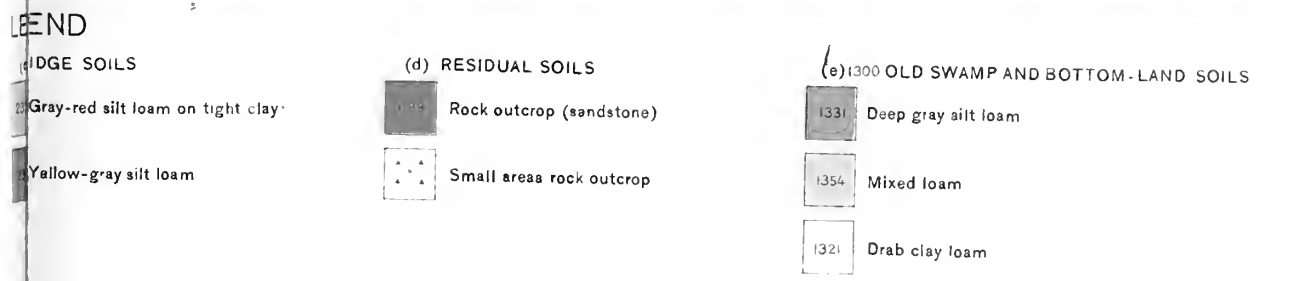 END
IDGE SOILS
Gray-red silt loam on tight clay
Yellow-gray silt loam
(d) RESIDUAL SOILS
Rock outcrop (sandstone)
Small areas rock outcrop
(e) 1300 OLD SWAMP AND BOTTOM-LAND SOILS
1331 Deep gray ailt loam
1354 Mixed loam
1321 Drab clay loam